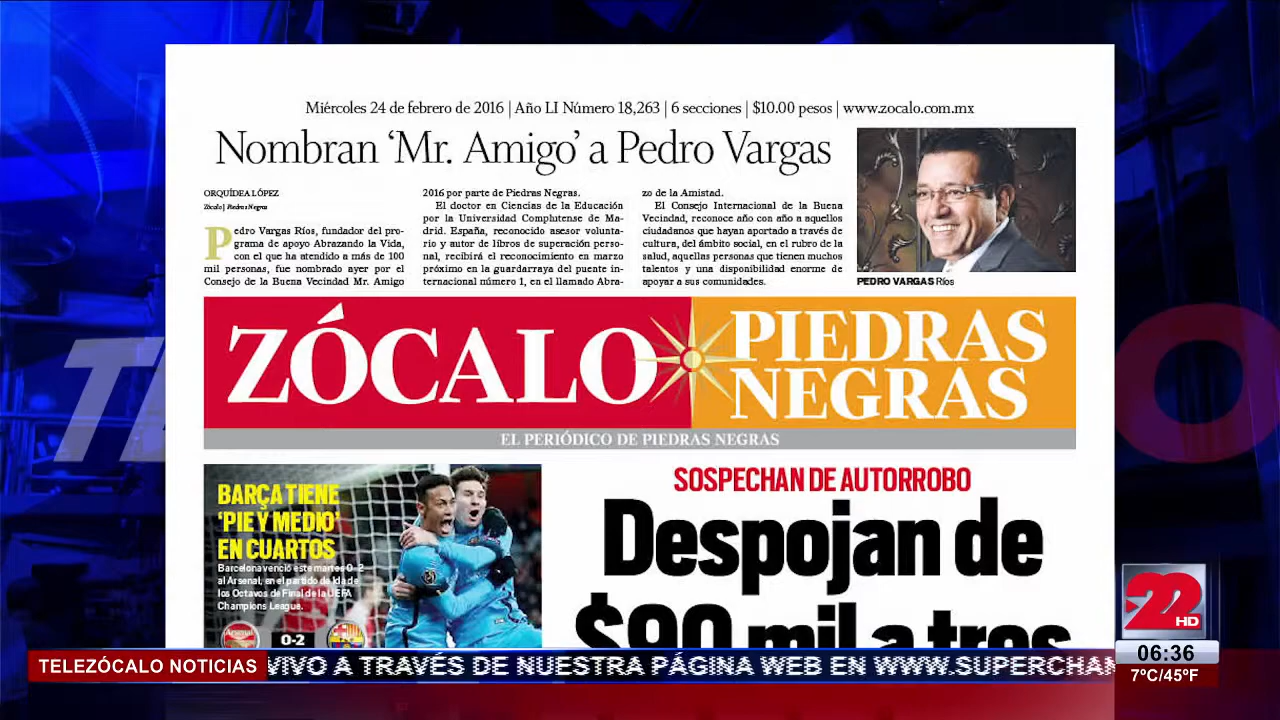 Miércoles 24 de febrero de 2016 | Año LI Número 18,263 | 6 secciones | $10.00 pesos | www.zocalo.com.mx
Nombran ‘Mr. Amigo’ a Pedro Vargas
ORQUÍDEA LÓPEZ
Zócalo | Piedras Negras
Pedro Vargas Ríos, fundador del pro-
grama de apoyo Abrazando la Vida,
con el que ha atendido a más de 100
mil personas, fue nombrado ayer por el
Consejo de la Buena Vecindad Mr. Amigo
2016 por parte de Piedras Negras.
El doctor en Ciencias de la Educación
por la Universidad Complutense de Ma-
drid. España, reconocido asesor volunta-
rio y autor de libros de superación perso-
nal, recibirá el reconocimiento en marzo
próximo en la guardarraya del puente in-
ternacional número 1, en el llamado Abra-
zo de la Amistad.
El Consejo Internacional de la Buena
Vecindad, reconoce año con año a aquellos
ciudadanos que hayan aportado a través de
cultura, del ámbito social, en el rubro de la
salud, aquellas personas que tienen muchos
talentos y una disponibilidad enorme de
apoyar a sus comunidades.
PEDRO VARGAS Ríos
ZÓCALO
PIEDRAS
NEGRAS
EL PERIÓDICO DE PIEDRAS NEGRAS
BARÇA TIENE
‘PIE Y MEDIO’
EN CUARTOS
Barcelona venció este martes 0-2
al Arsenal, en el partido de Ida de
los Octavos de Final de la UEFA
Champions League.
Arsenal
0-2
SOSPECHAN DE AUTORROBO
Despojan de
$90 mil a tres
22
HD
TELEZÓCALO NOTICIAS
VIVO A TRAVÉS DE NUESTRA PÁGINA WEB EN WWW.SUPERCHAN
06:36
7ºC/45ºF